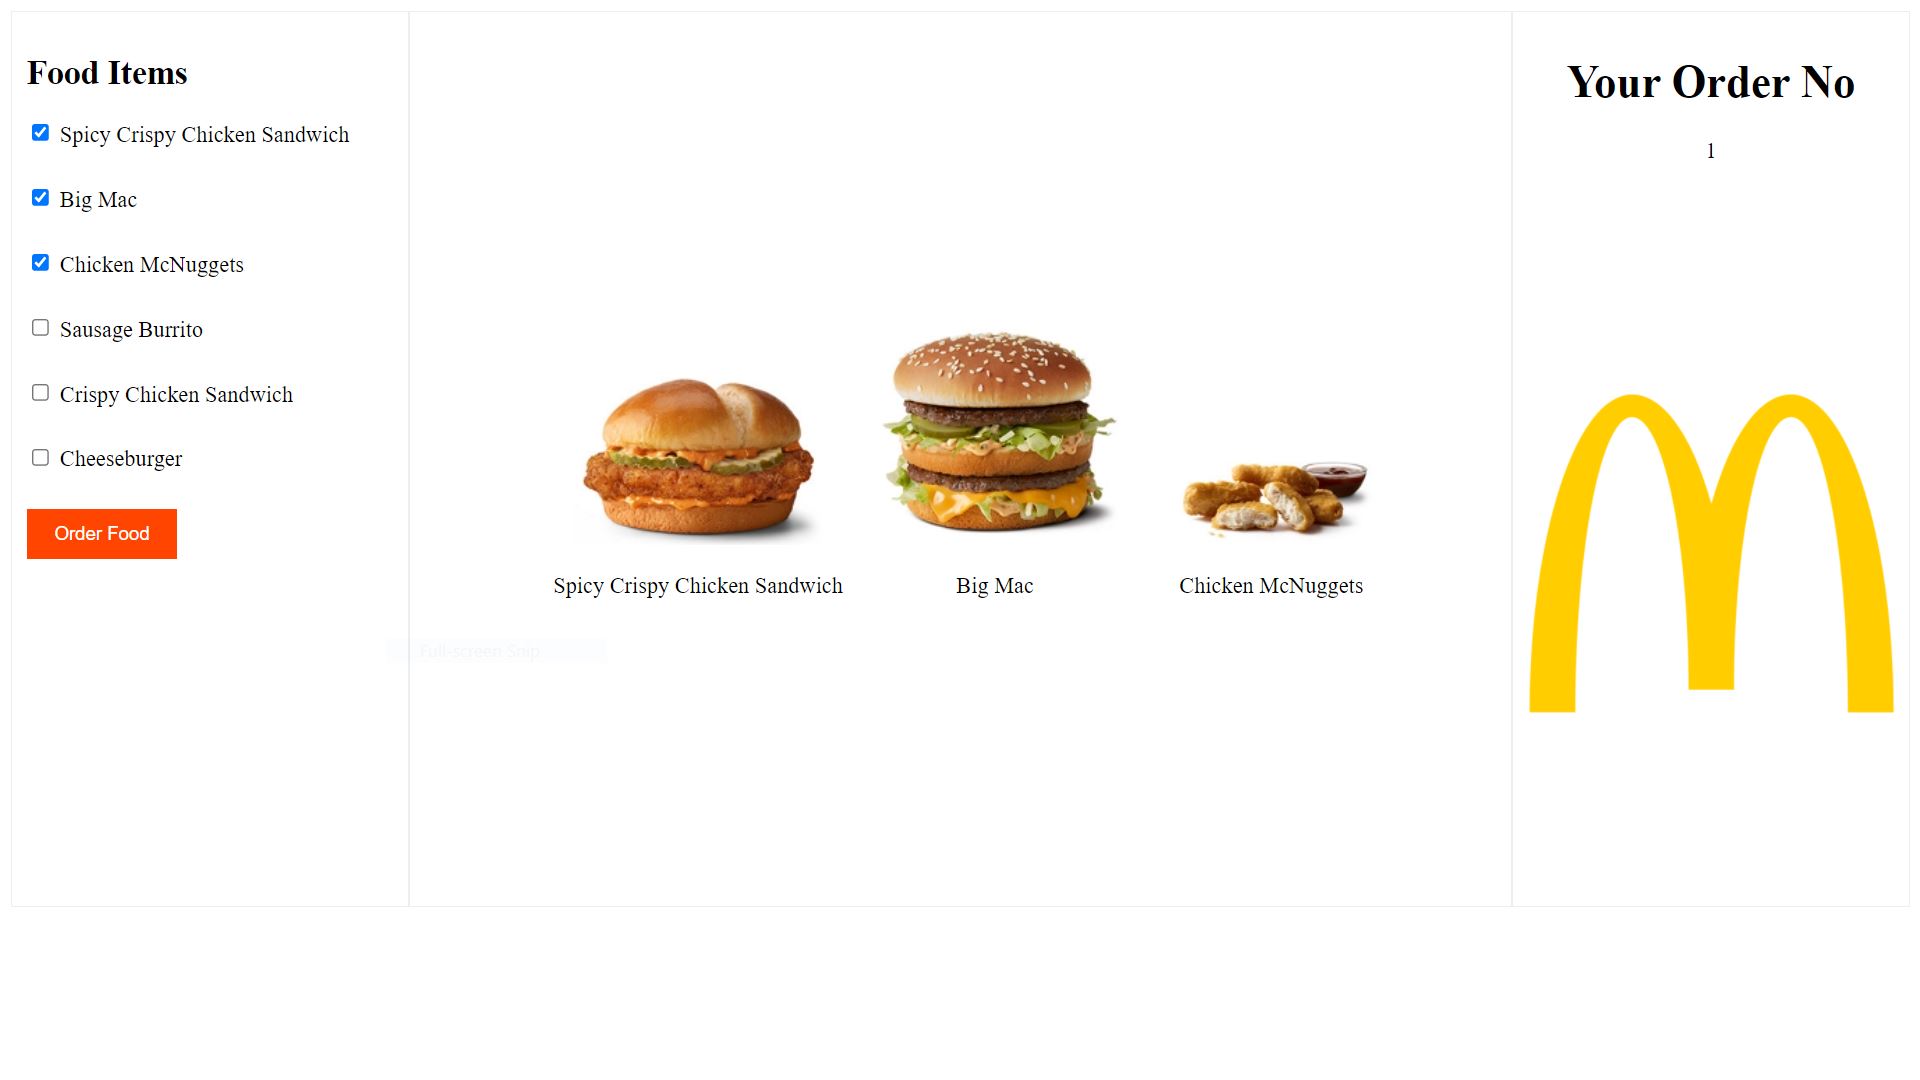 Food Items
Spicy Crispy Chicken Sandwich
Big Mac
Chicken McNuggets
Sausage Burrito
Crispy Chicken Sandwich
Cheeseburger
Order Food
Spicy Crispy Chicken Sandwich
Big Mac
Chicken McNuggets
Full-screen Snip
Your Order No
1